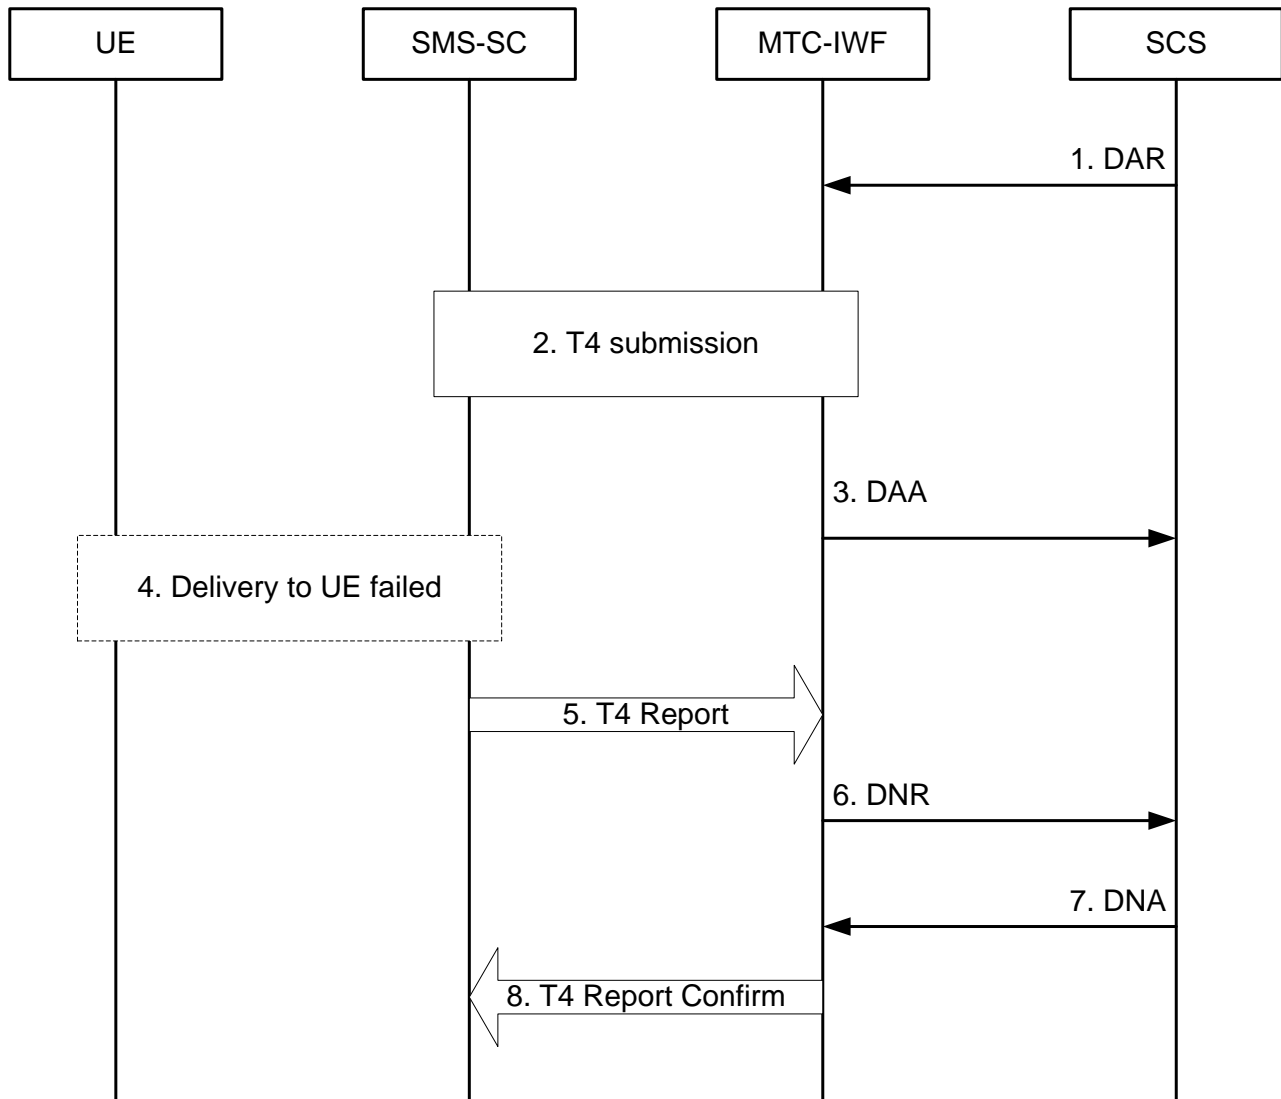 UE
SMS-SC
MTC-IWF
SCS
1. DAR
2. T4 submission
3. DAA
4. Delivery to UE failed
5. T4 Report
6. DNR
7. DNA
8. T4 Report Confirm